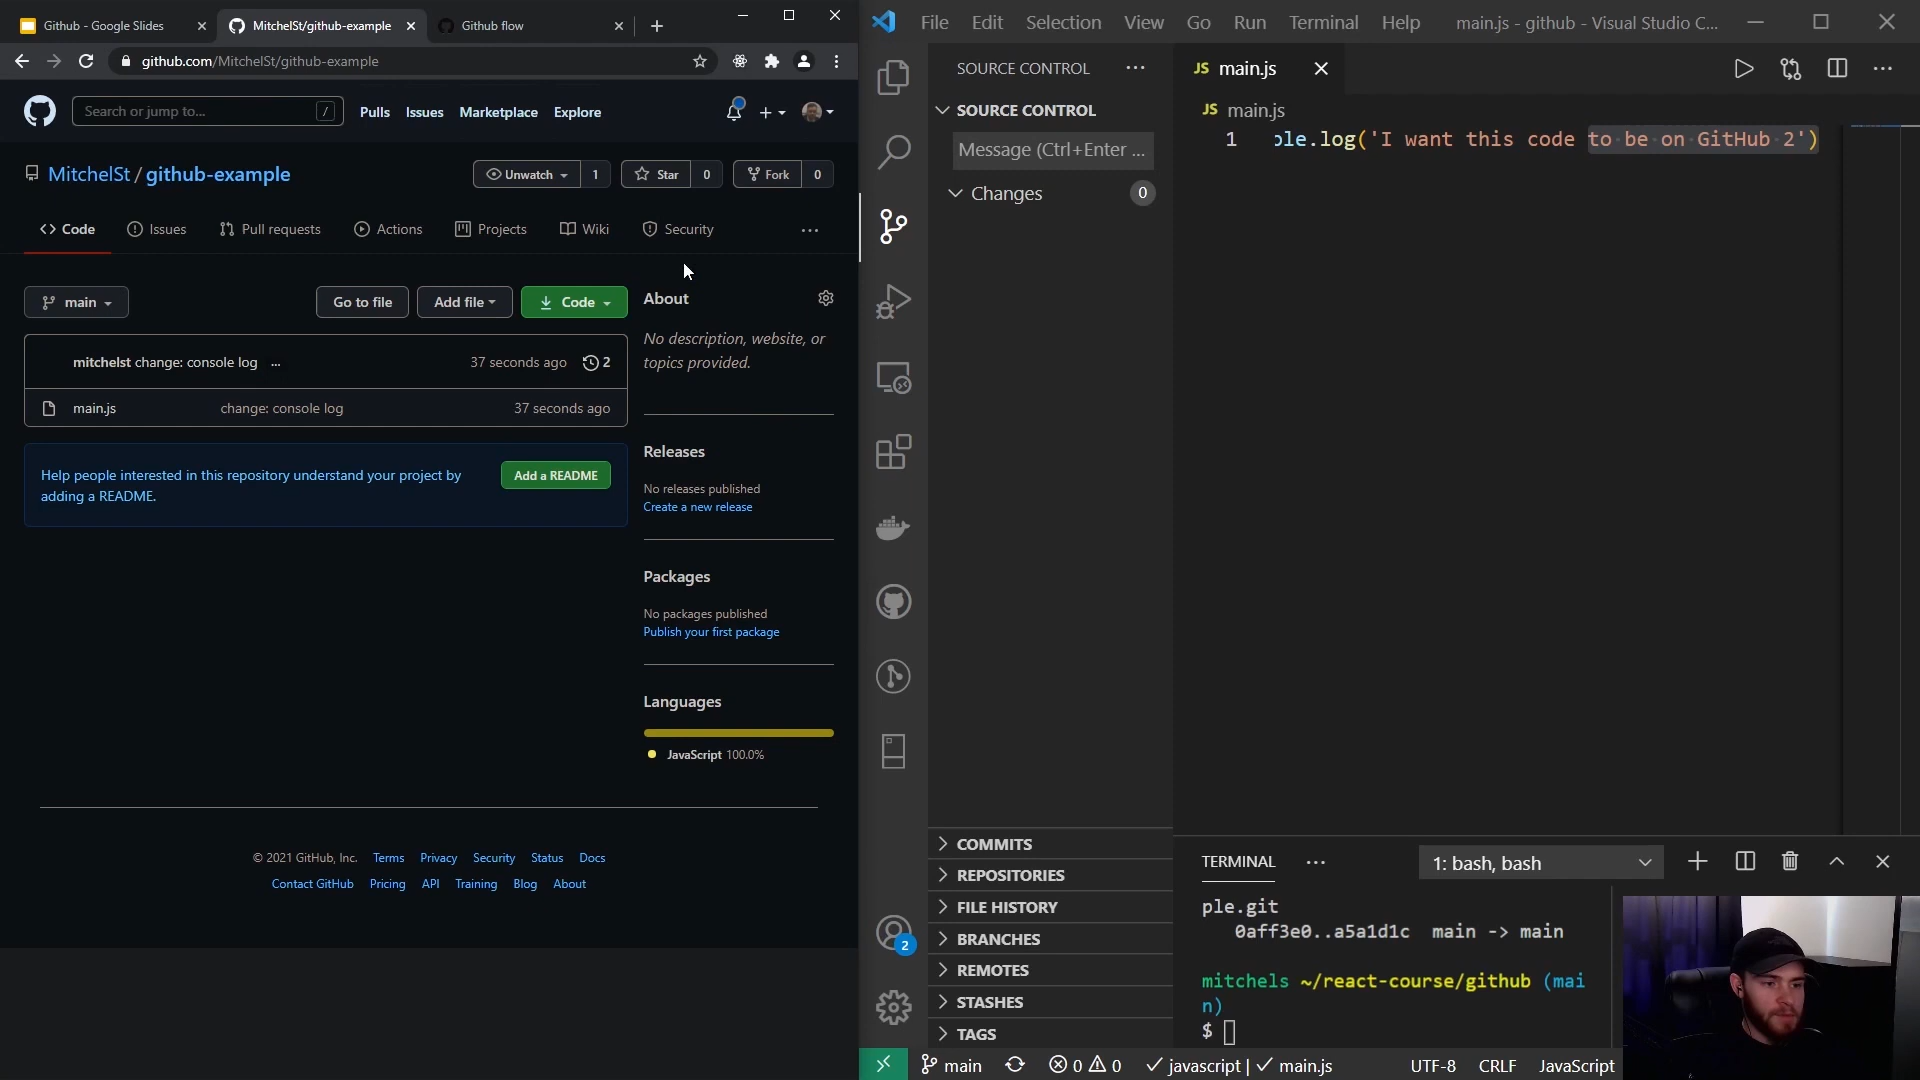 Github - Google Slides
MitchelSt/github-example
Github flow
github.com/MitchelSt/github-example
Search or jump to...
/
Pulls
Issues
Marketplace
Explore
MitchelSt / github-example
Unwatch
1
Star
0
Fork
0
Code
Issues
Pull requests
Actions
Projects
Wiki
Security
main
Go to file
Add file
Code
mitchelst change: console log ...
37 seconds ago
2
main.js
change: console log
37 seconds ago
Help people interested in this repository understand your project by
adding a README.
Add a README
About
No description, website, or
topics provided.
Releases
No releases published
Create a new release
Packages
No packages published
Publish your first package
Languages
JavaScript 100.0%
© 2021 GitHub, Inc.
Terms
Privacy
Security
Status
Docs
Contact GitHub
Pricing
API
Training
Blog
About
File
Edit
Selection
View
Go
Run
Terminal
Help
main.js - github - Visual Studio C...
SOURCE CONTROL
SOURCE CONTROL
Message (Ctrl+Enter ...
Changes
0
COMMITS
REPOSITORIES
FILE HISTORY
BRANCHES
REMOTES
STASHES
TAGS
2
JS main.js
JS main.js
1
ole.log('I want this code to·be·on·GitHub·2')
TERMINAL
1: bash, bash
ple.git
0aff3e0..a5a1d1c  main -> main
mitchels ~/react-course/github (mai
n)
$
main
0
0
javascript |
main.js
UTF-8
CRLF
JavaScript